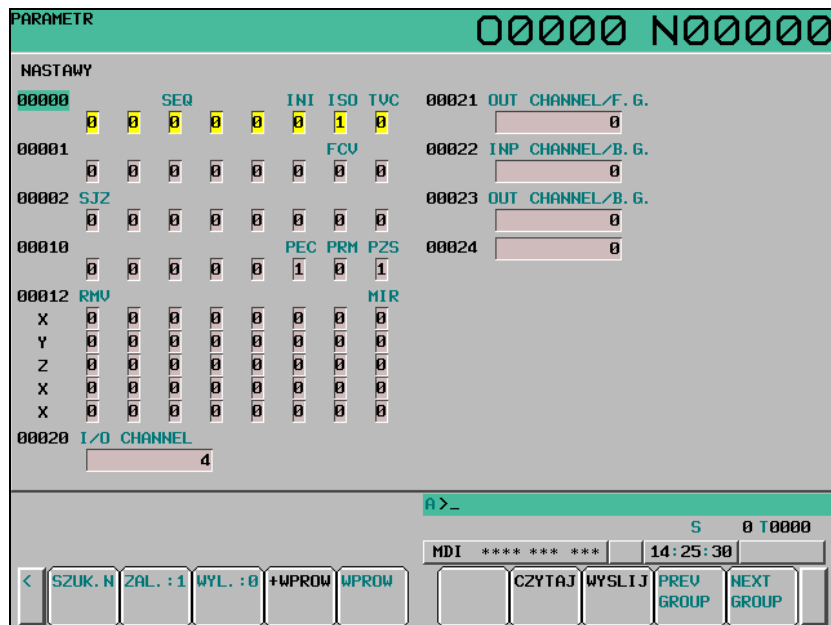 PARAMETR O0000 N00000
NASTAWY
00000 SEQ INI ISO TVC
0 0 0 0 0 0 1 0
00001 FCV
0 0 0 0 0 0 0 0
00002 SJZ
0 0 0 0 0 0 0 0
00010 PEC PRM PZS
0 0 0 0 0 1 0 1
00012 RMV MIR
X 0 0 0 0 0 0 0 0
Y 0 0 0 0 0 0 0 0
Z 0 0 0 0 0 0 0 0
X 0 0 0 0 0 0 0 0
X 0 0 0 0 0 0 0 0
00020 I/O CHANNEL
4
00021 OUT CHANNEL/F.G.
0
00022 INP CHANNEL/B.G.
0
00023 OUT CHANNEL/B.G.
0
00024 0
A>_
S 0 T0000
MDI **** *** *** 14:25:30
< SZUK.N ZAL.:1 WYL.:0 +WPROW WPROW CZYTAJ WYSLIJ PREV NEXT
GROUP GROUP